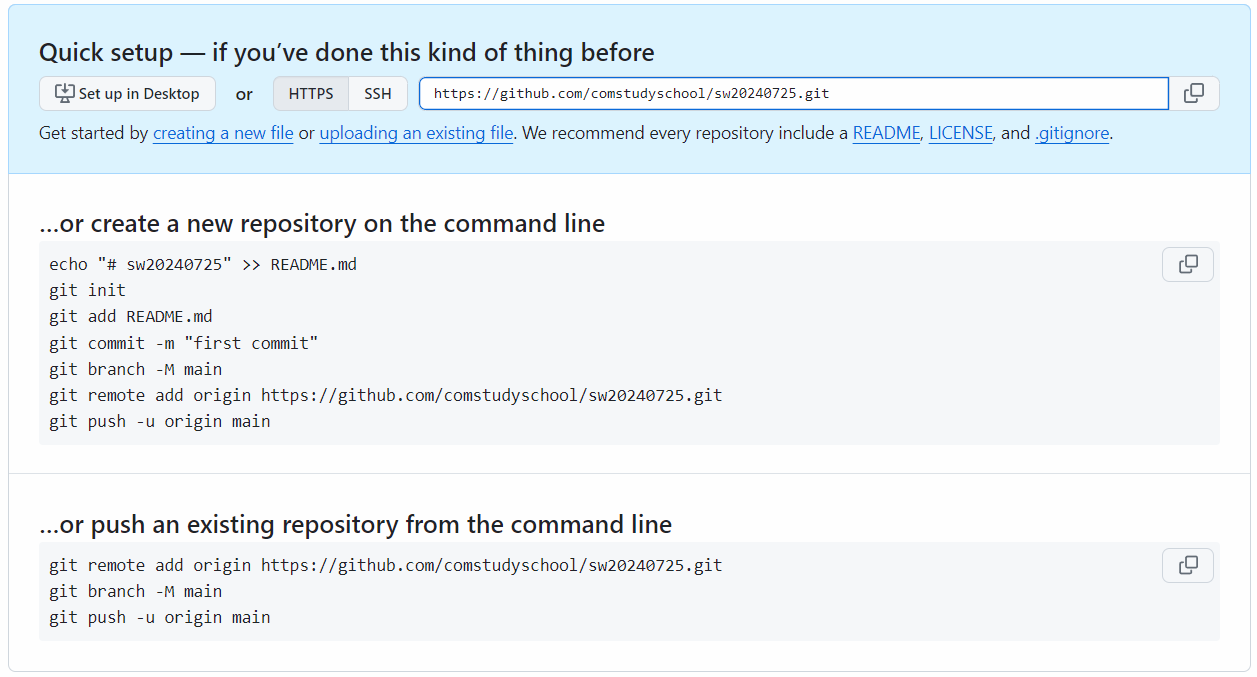 Quick setup — if you’ve done this kind of thing before
Set up in Desktop or HTTPS SSH https://github.com/comstudyschool/sw20240725.git
Get started by creating a new file or uploading an existing file. We recommend every repository include a README, LICENSE, and .gitignore.
…or create a new repository on the command line
echo "# sw20240725" >> README.md
git init
git add README.md
git commit -m "first commit"
git branch -M main
git remote add origin https://github.com/comstudyschool/sw20240725.git
git push -u origin main
…or push an existing repository from the command line
git remote add origin https://github.com/comstudyschool/sw20240725.git
git branch -M main
git push -u origin main